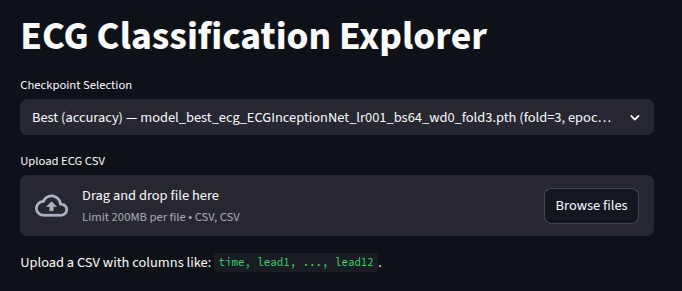 ECG Classification Explorer
Checkpoint Selection
Best (accuracy) — model_best_ecg_ECGInceptionNet_lr001_bs64_wd0_fold3.pth (fold=3, epoc...
Upload ECG CSV
Drag and drop file here
Limit 200MB per file • CSV, CSV
Browse files
Upload a CSV with columns like: time, lead1, ..., lead12.